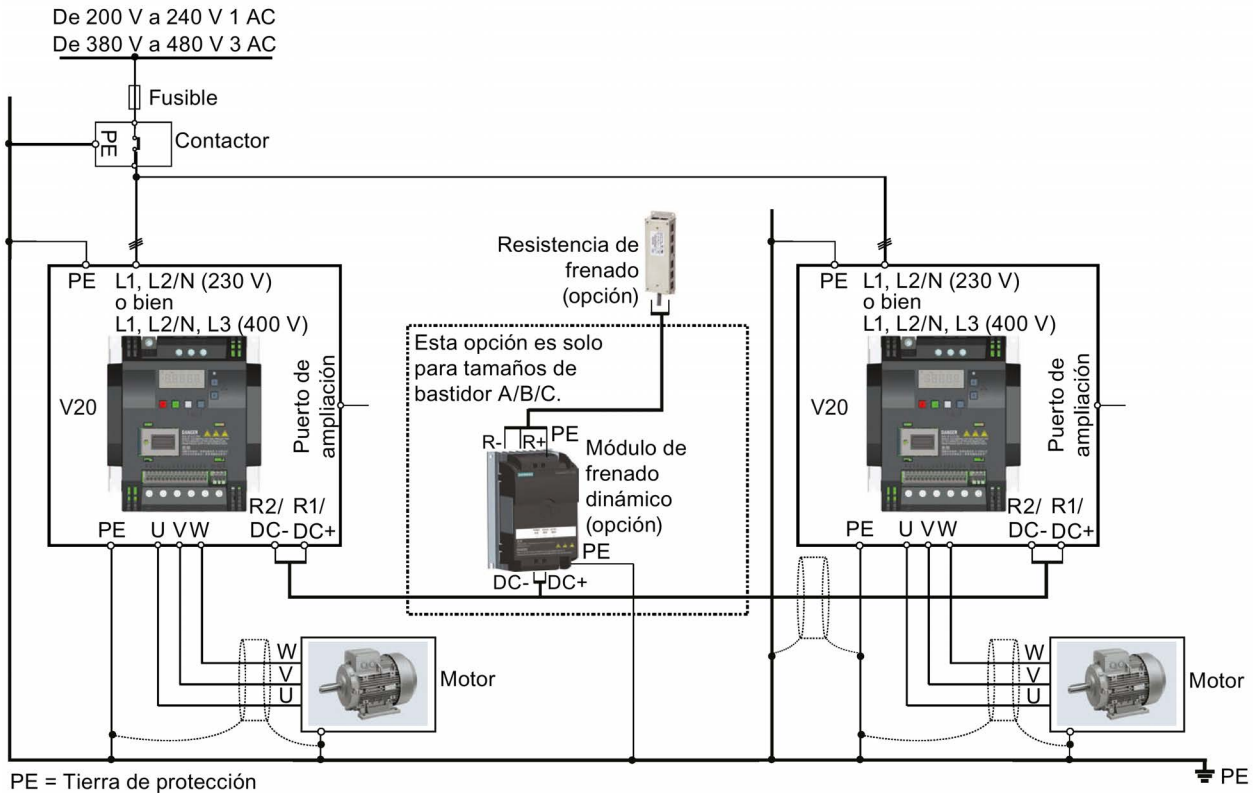 De 200 V a 240 V 1 AC
De 380 V a 480 V 3 AC
Fusible
PE
Contactor
Resistencia de
frenado
(opción)
PE
L1, L2/N (230 V)
o bien
L1, L2/N, L3 (400 V)
V20
Puerto de
ampliación
R2/
DC-
R1/
DC+
PE
U
V
W
Esta opción es solo
para tamaños de
bastidor A/B/C.
R-
R+
PE
Módulo de
frenado
dinámico
(opción)
PE
DC-
DC+
PE
L1, L2/N (230 V)
o bien
L1, L2/N, L3 (400 V)
V20
Puerto de
ampliación
R2/
DC-
R1/
DC+
PE
U
V
W
W
V
U
Motor
W
V
U
Motor
PE = Tierra de protección
PE